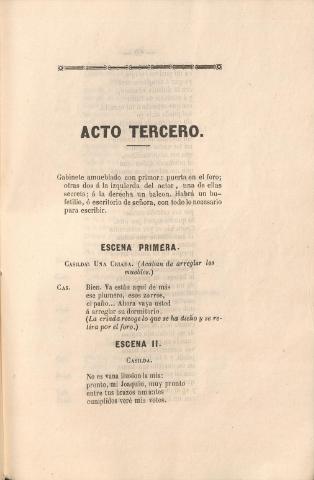 ACTO TERCERO.
Gabinete amueblado con primor: puerta en el foro;
otras dos á la izquierda del actor, una de ellas
secreta; á la derecha un balcon. Habrá un bu-
fetillo, ó escritorio de señora, con todo lo necesario
para escribir.
ESCENA PRIMERA.
CASILDA: UNA CRIADA. (Acaban de arreglar los
muebles.)
CAS. Bien. Ya están aquí de más
ese plumero, esos zorros,
el paño... Ahora vaya usted
á arreglar su dormitorio.
(La criada recoge lo que se ha dicho y se re-
tira por el foro.)
ESCENA II.
CASILDA.
No es vana ilusion la mia:
pronto, mi Joaquin, muy pronto
entre tus brazos amantes
cumplidos veré mis votos.